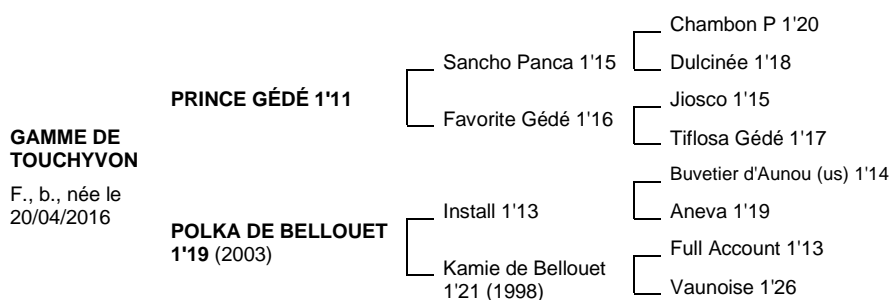 GAMME DE
TOUCHYVON
F., b., née le
20/04/2016
PRINCE GÉDÉ 1'11
POLKA DE BELLOUET
1'19 (2003)
Sancho Panca 1'15
Favorite Gédé 1'16
Install 1'13
Kamie de Bellouet
1'21 (1998)
Chambon P 1'20
Dulcinée 1'18
Jiosco 1'15
Tiflosa Gédé 1'17
Buvetier d'Aunou (us) 1'14
Aneva 1'19
Full Account 1'13
Vaunoise 1'26